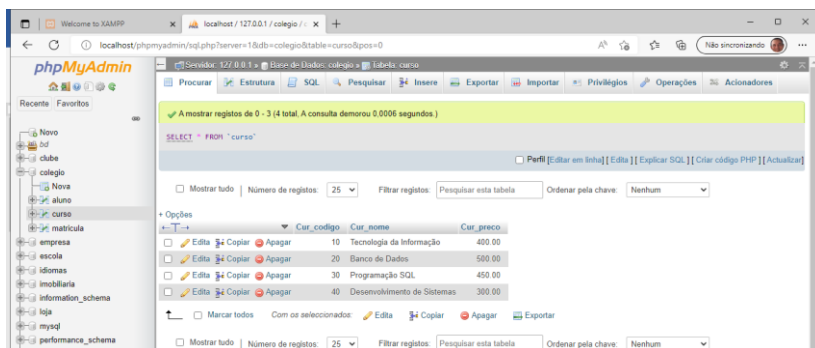 Welcome to XAMPP
localhost / 127.0.0.1 / colegio / c
localhost/phpmyadmin/sql.php?server=1&db=colegio&table=curso&pos=0
Não sincronizando
phpMyAdmin
Recente Favoritos
Novo
bd
clube
colegio
Nova
aluno
curso
matricula
empresa
escola
idiomas
imobiliaria
information_schema
loja
mysql
performance_schema
Servidor: 127.0.0.1 » Base de Dados: colegio » Tabela: curso
Procurar Estrutura SQL Pesquisar Insere Exportar Importar Privilégios Operações Acionadores
A mostrar registos de 0 - 3 (4 total, A consulta demorou 0,0006 segundos.)
SELECT * FROM `curso`
Perfil [Editar em linha] [ Edita ] [ Explicar SQL ] [ Criar código PHP ] [ Actualizar]
Mostrar tudo | Número de registos: 25 Filtrar registos: Pesquisar esta tabela Ordenar pela chave: Nenhum
+ Opções
←T→ Cur_codigo Cur_nome Cur_preco
Edita Copiar Apagar 10 Tecnologia da Informação 400.00
Edita Copiar Apagar 20 Banco de Dados 500.00
Edita Copiar Apagar 30 Programação SQL 450.00
Edita Copiar Apagar 40 Desenvolvimento de Sistemas 300.00
Marcar todos Com os seleccionados: Edita Copiar Apagar Exportar
Mostrar tudo | Número de registos: 25 Filtrar registos: Pesquisar esta tabela Ordenar pela chave: Nenhum